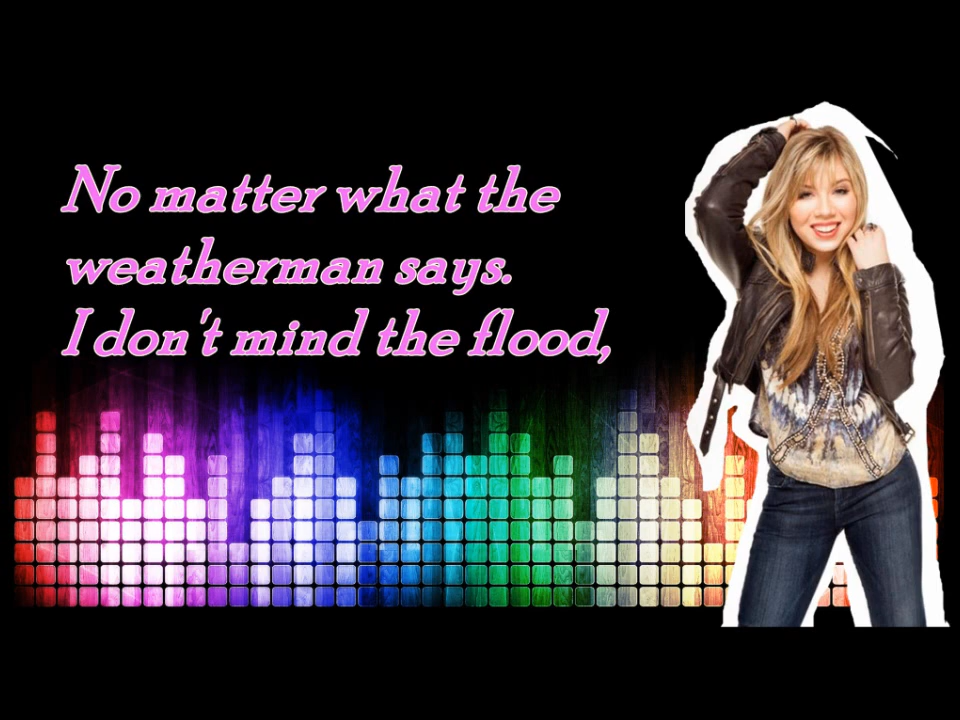 No matter what the
weatherman says.
I don't mind the flood,